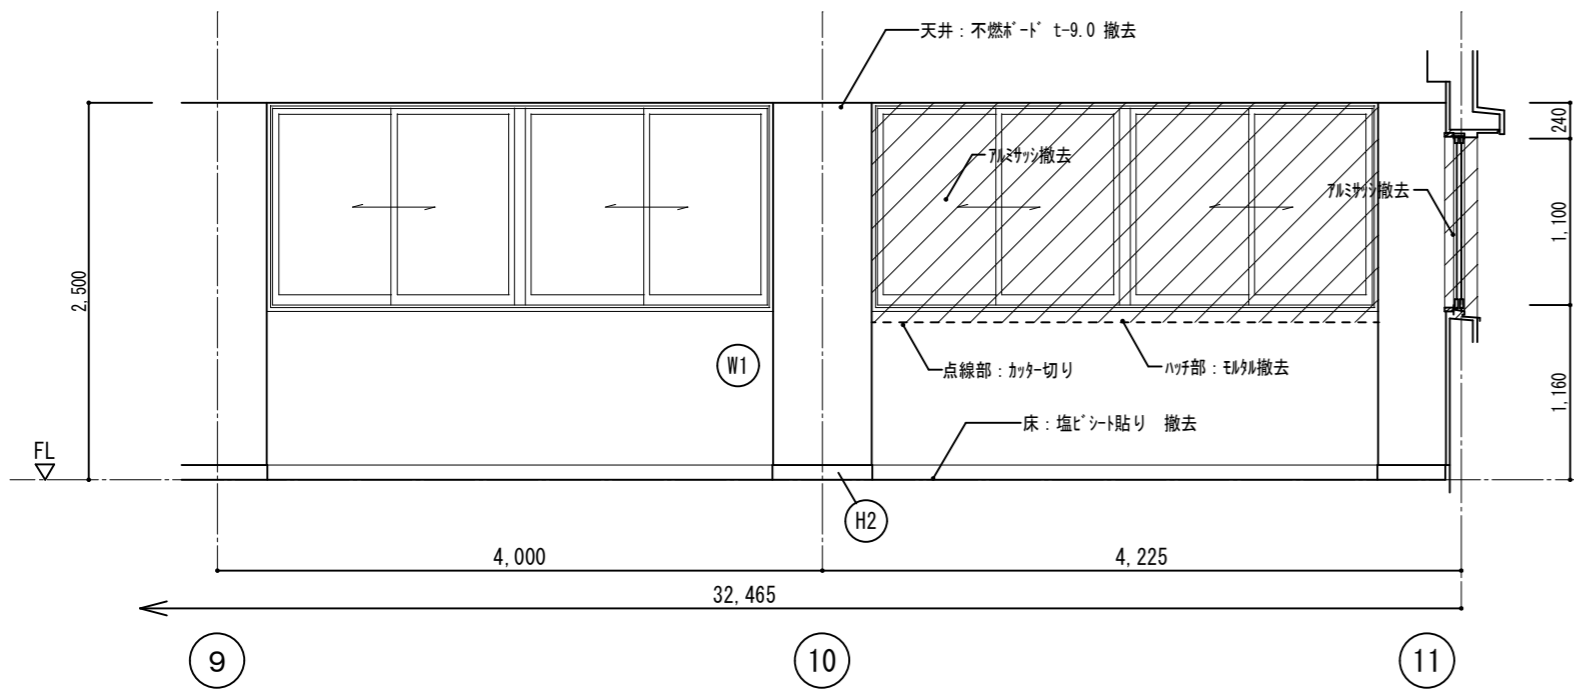 天井：不燃ﾎﾞｰﾄﾞ t-9.0 撤去
240
ｱﾙﾐｻｯｼ撤去
ｱﾙﾐｻｯｼ撤去
1,100
2,500
W1
点線部：ｶｯﾀｰ切り
ﾊｯﾁ部：ﾓﾙﾀﾙ撤去
1,160
床：塩ﾋﾞｼｰﾄ貼り 撤去
FL
H2
4,000
4,225
32,465
9
10
11